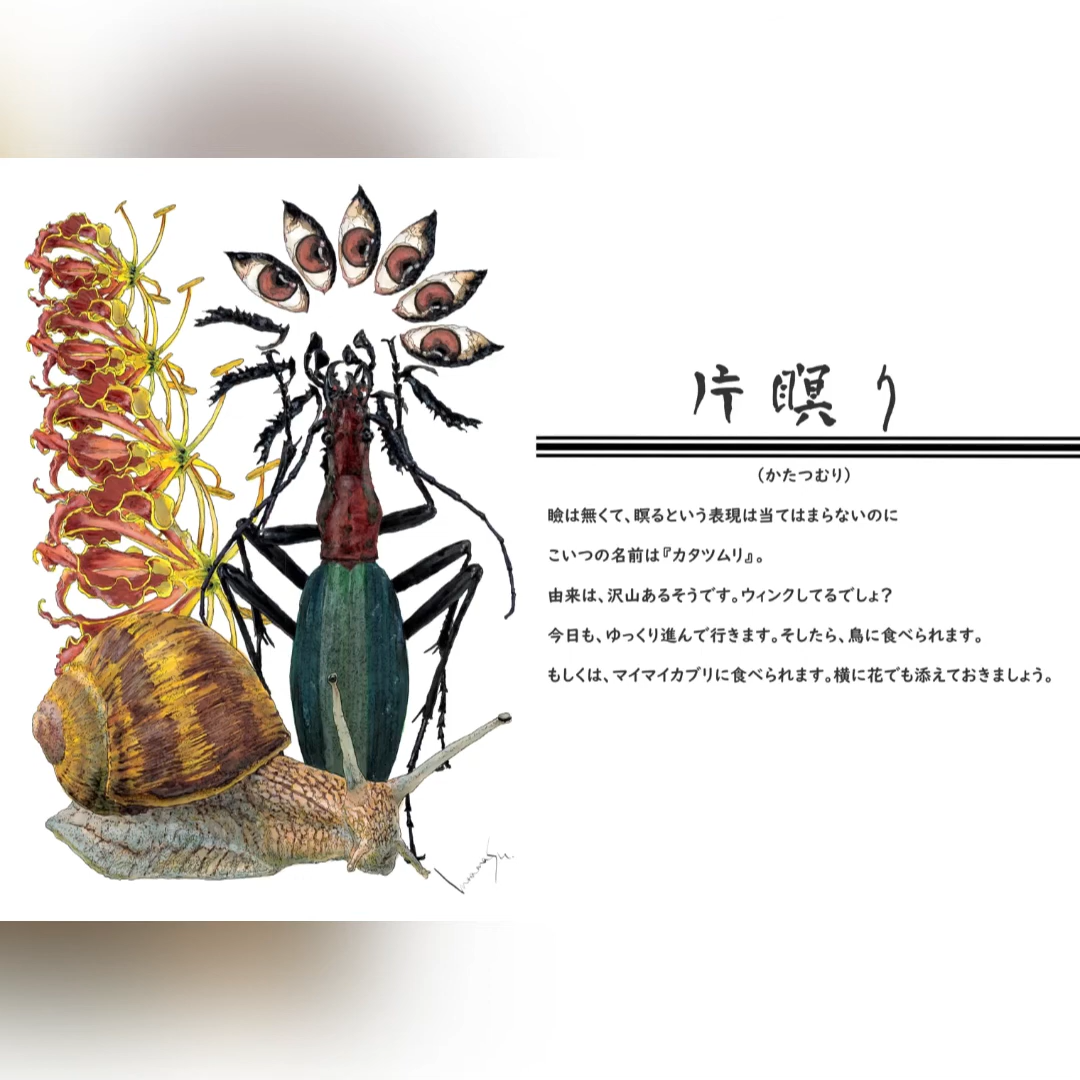 片瞑り
（かたつむり）
瞼は無くて、瞑るという表現は当てはまらないのに
こいつの名前は『カタツムリ』。
由来は、沢山あるそうです。ウィンクしてるでしょ？
今日も、ゆっくり進んで行きます。そしたら、鳥に食べられます。
もしくは、マイマイカブリに食べられます。横に花でも添えておきましょう。